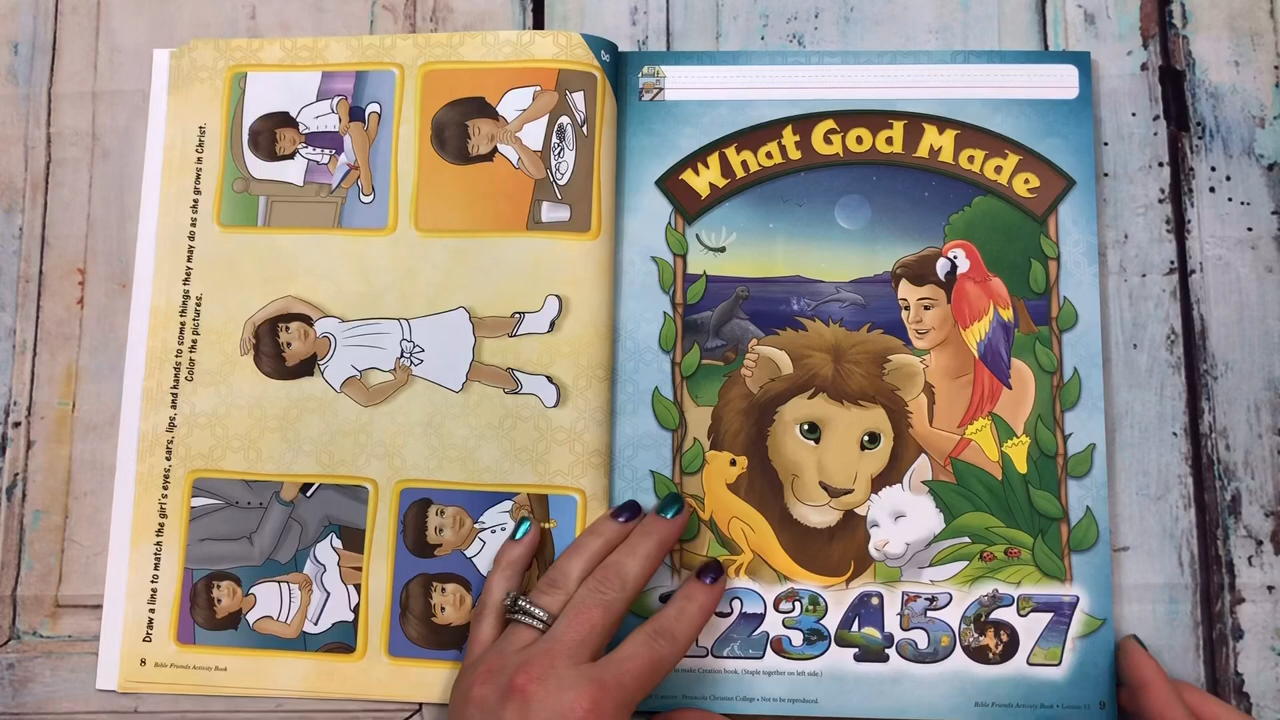 Draw a line to match the girl's eyes, ears, lips, and hands to some things they may do as she grows in Christ.
Color the pictures.
8 Bible Friends Activity Book
8
What God Made
1234567
to make Creation book. (Staple together on left side.)
Pensacola Christian College • Not to be reproduced.
Bible Friends Activity Book • Lesson 9